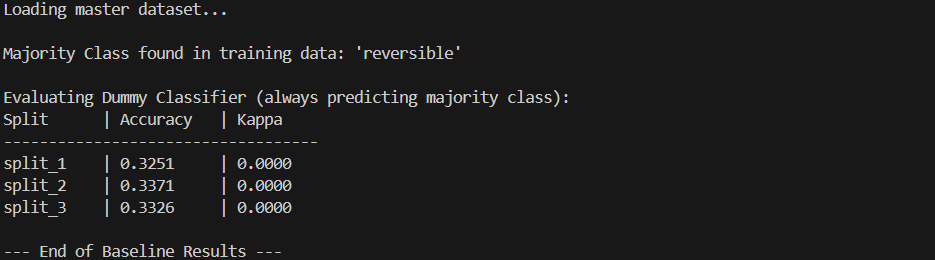 Loading master dataset...
Majority Class found in training data: 'reversible'
Evaluating Dummy Classifier (always predicting majority class):
Split      | Accuracy   | Kappa
-----------------------------------
split_1    | 0.3251     | 0.0000
split_2    | 0.3371     | 0.0000
split_3    | 0.3326     | 0.0000
--- End of Baseline Results ---